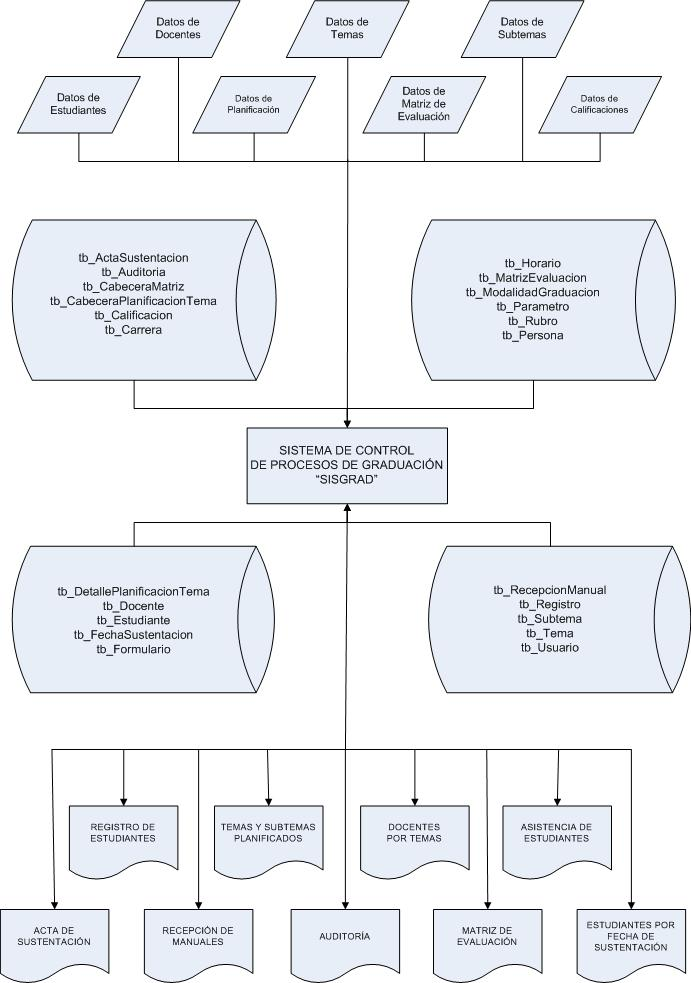 Datos de
Docentes
Datos de
Temas
Datos de
Subtemas
Datos de
Estudiantes
Datos de
Planificación
Datos de
Matriz de
Evaluación
Datos de
Calificaciones
tb_ActaSustentacion
tb_Auditoria
tb_CabeceraMatriz
tb_CabeceraPlanificacionTema
tb_Calificacion
tb_Carrera
tb_Horario
tb_MatrizEvaluacion
tb_ModalidadGraduacion
tb_Parametro
tb_Rubro
tb_Persona
SISTEMA DE CONTROL
DE PROCESOS DE GRADUACIÓN
“SISGRAD”
tb_DetallePlanificacionTema
tb_Docente
tb_Estudiante
tb_FechaSustentacion
tb_Formulario
tb_RecepcionManual
tb_Registro
tb_Subtema
tb_Tema
tb_Usuario
REGISTRO DE
ESTUDIANTES
TEMAS Y SUBTEMAS
PLANIFICADOS
DOCENTES
POR TEMAS
ASISTENCIA DE
ESTUDIANTES
ACTA DE
SUSTENTACIÓN
RECEPCIÓN DE
MANUALES
AUDITORÍA
MATRIZ DE
EVALUACIÓN
ESTUDIANTES POR
FECHA DE
SUSTENTACIÓN